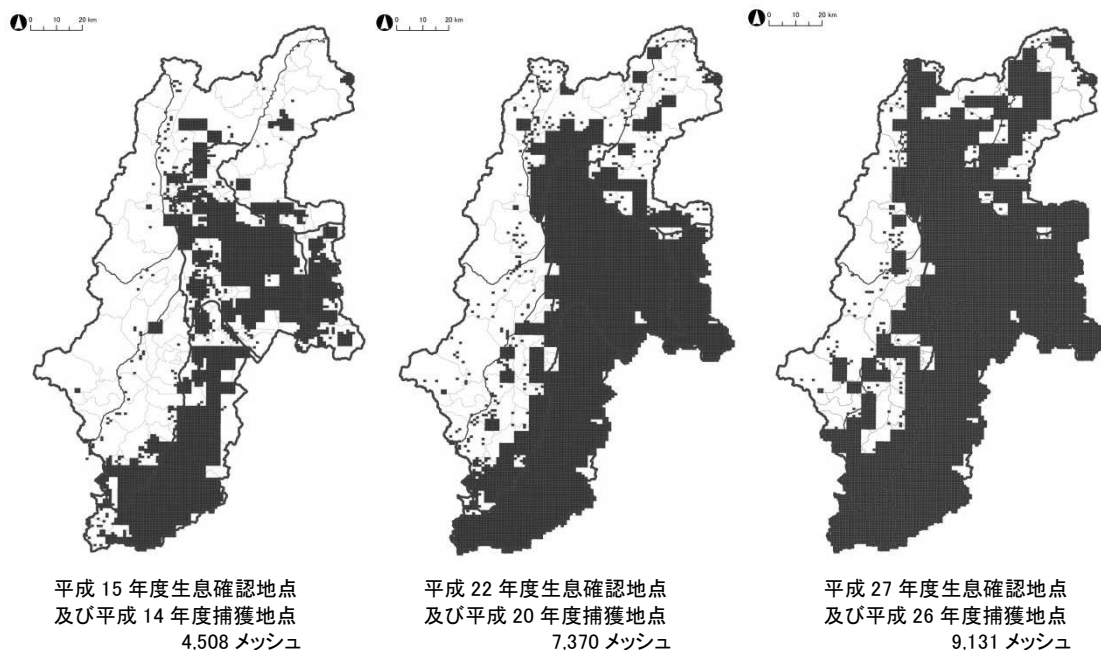 0 10 20 km
0 10 20 km
0 10 20 km
平成 15 年度生息確認地点
及び平成 14 年度捕獲地点
4,508 メッシュ
平成 22 年度生息確認地点
及び平成 20 年度捕獲地点
7,370 メッシュ
平成 27 年度生息確認地点
及び平成 26 年度捕獲地点
9,131 メッシュ